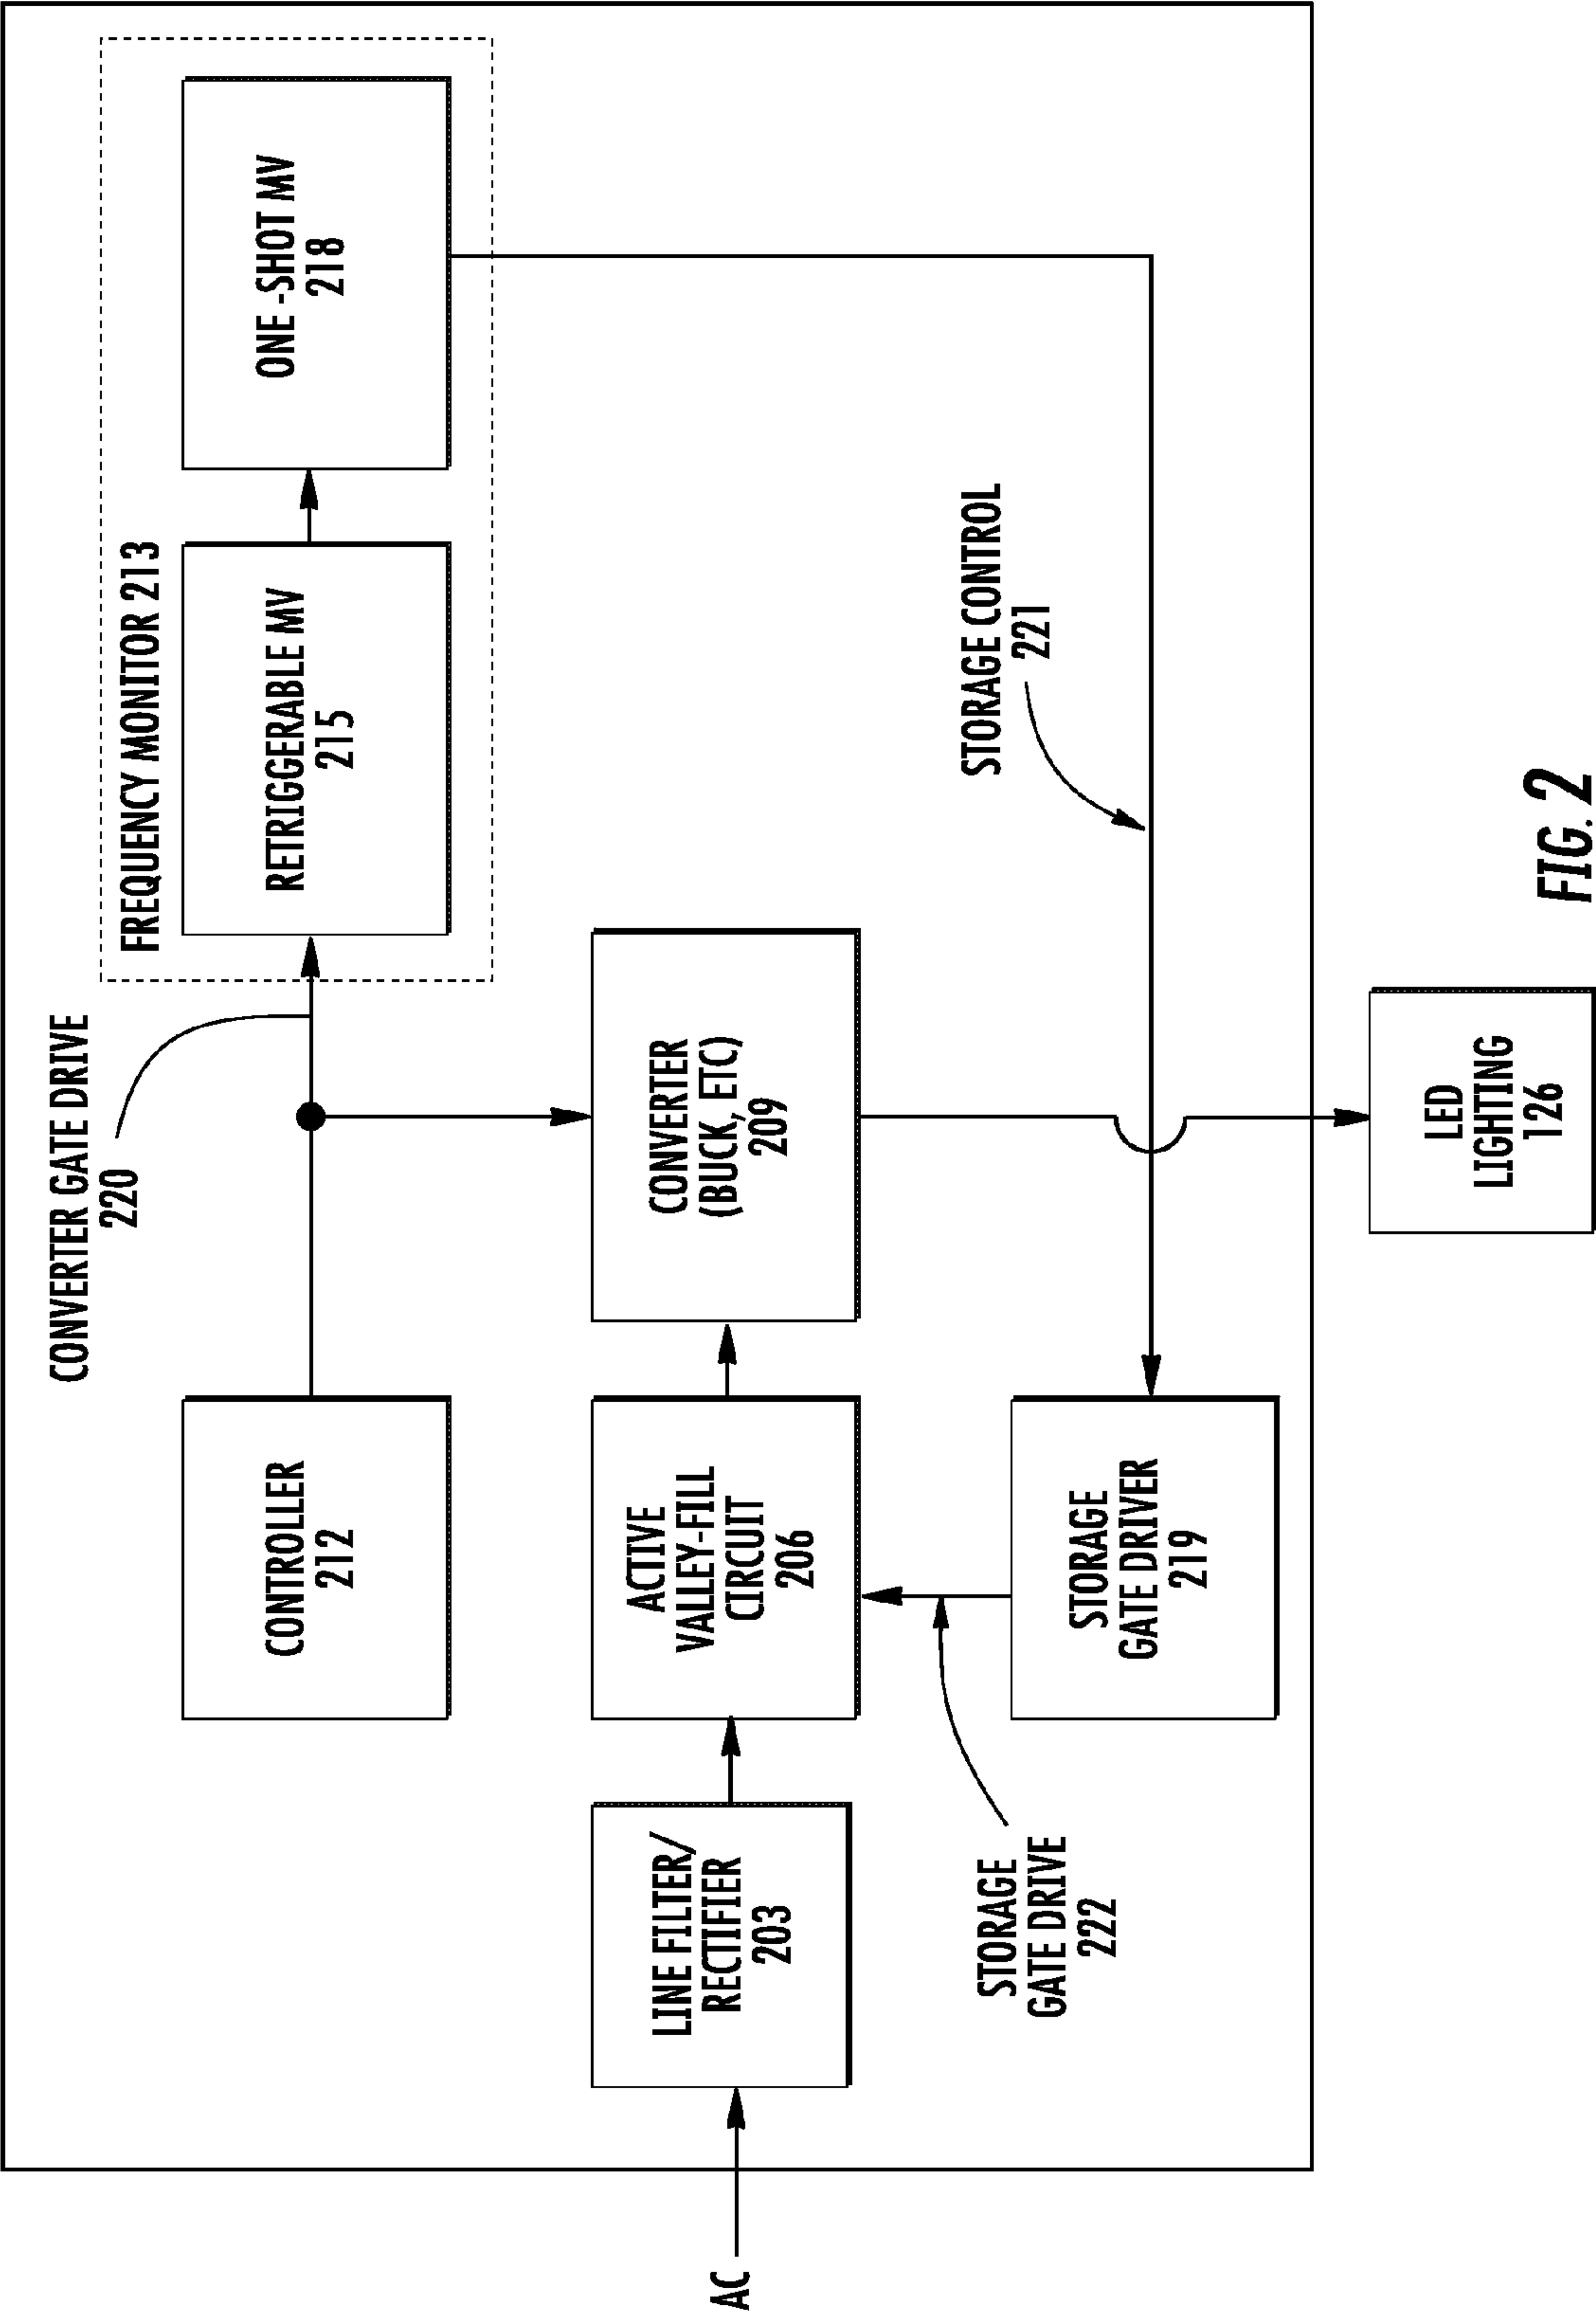 CONVERTER GATE DRIVE
220
FREQUENCY MONITOR 213
CONTROLLER
212
RETRIGGERABLE MV
215
ONE-SHOT MV
218
AC
LINE FILTER/
RECTIFIER
203
ACTIVE
VALLEY-FILL
CIRCUIT
206
CONVERTER
(BUCK, ETC)
209
STORAGE
GATE DRIVE
222
STORAGE
GATE DRIVER
219
STORAGE CONTROL
221
LED
LIGHTING
126
FIG. 2